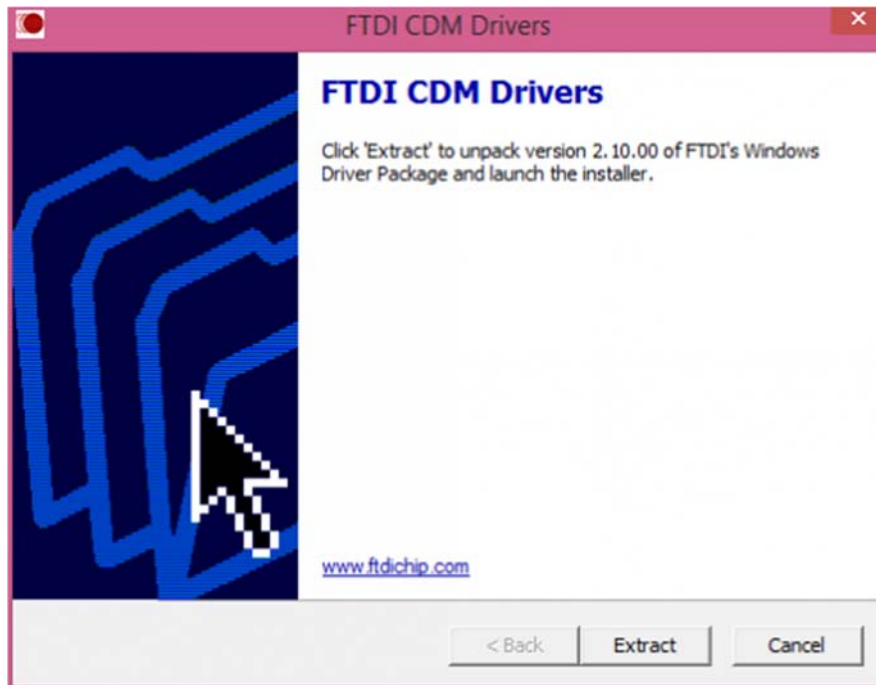 FTDI CDM Drivers
FTDI CDM Drivers
Click 'Extract' to unpack version 2.10.00 of FTDI's Windows
Driver Package and launch the installer.
www.ftdichip.com
< Back
Extract
Cancel